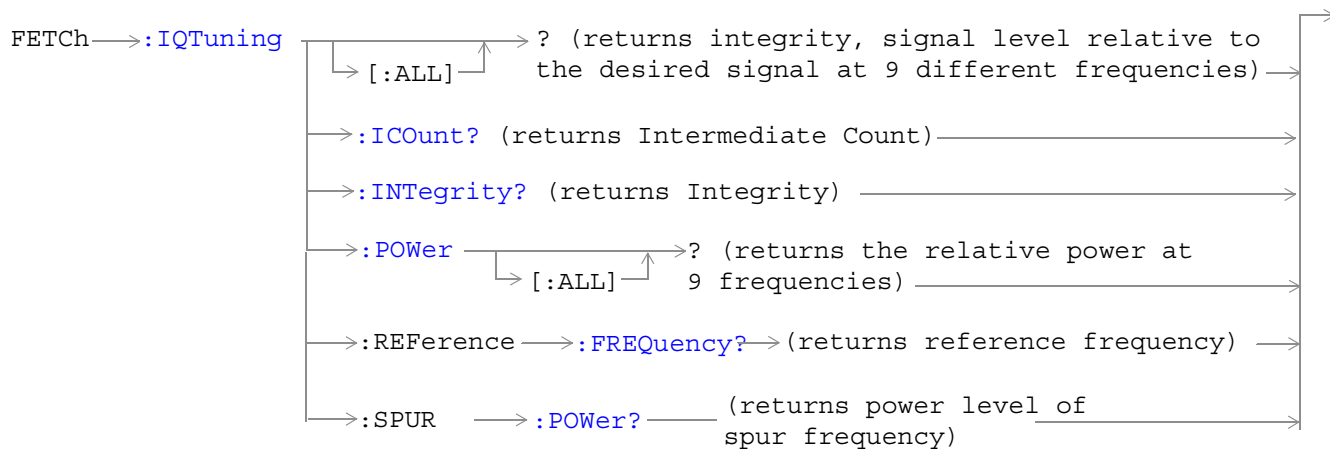 FETCh :IQTuning ? (returns integrity, signal level relative to
[:ALL] the desired signal at 9 different frequencies)
:ICOunt? (returns Intermediate Count)
:INTegrity? (returns Integrity)
:POWer ? (returns the relative power at
[:ALL] 9 frequencies)
:REFerence :FREQuency? (returns reference frequency)
:SPUR :POWer? (returns power level of
spur frequency)